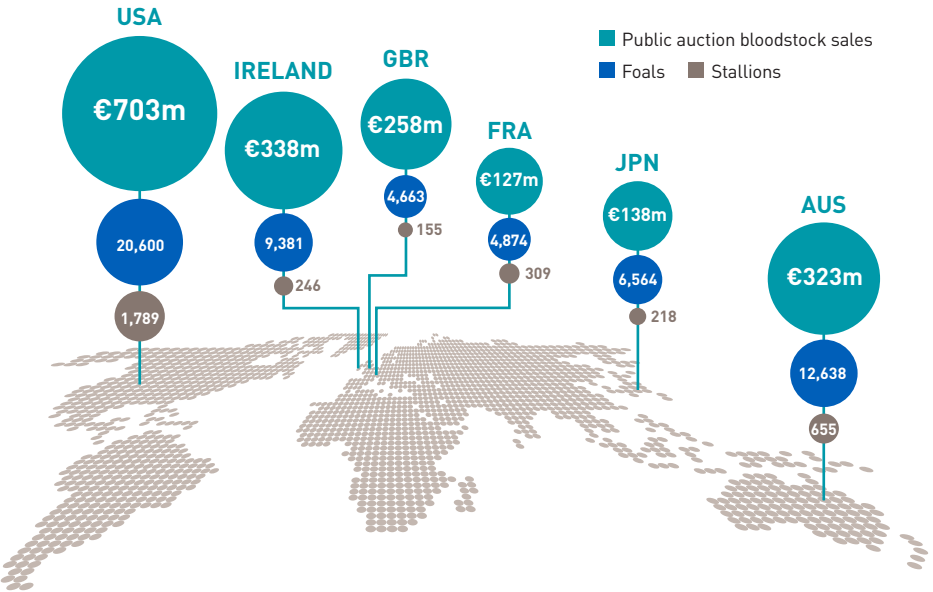 USA
€703m
20,600
1,789
IRELAND
€338m
9,381
246
GBR
€258m
4,663
155
FRA
€127m
4,874
309
JPN
€138m
6,564
218
AUS
€323m
12,638
655
Public auction bloodstock sales
Foals Stallions